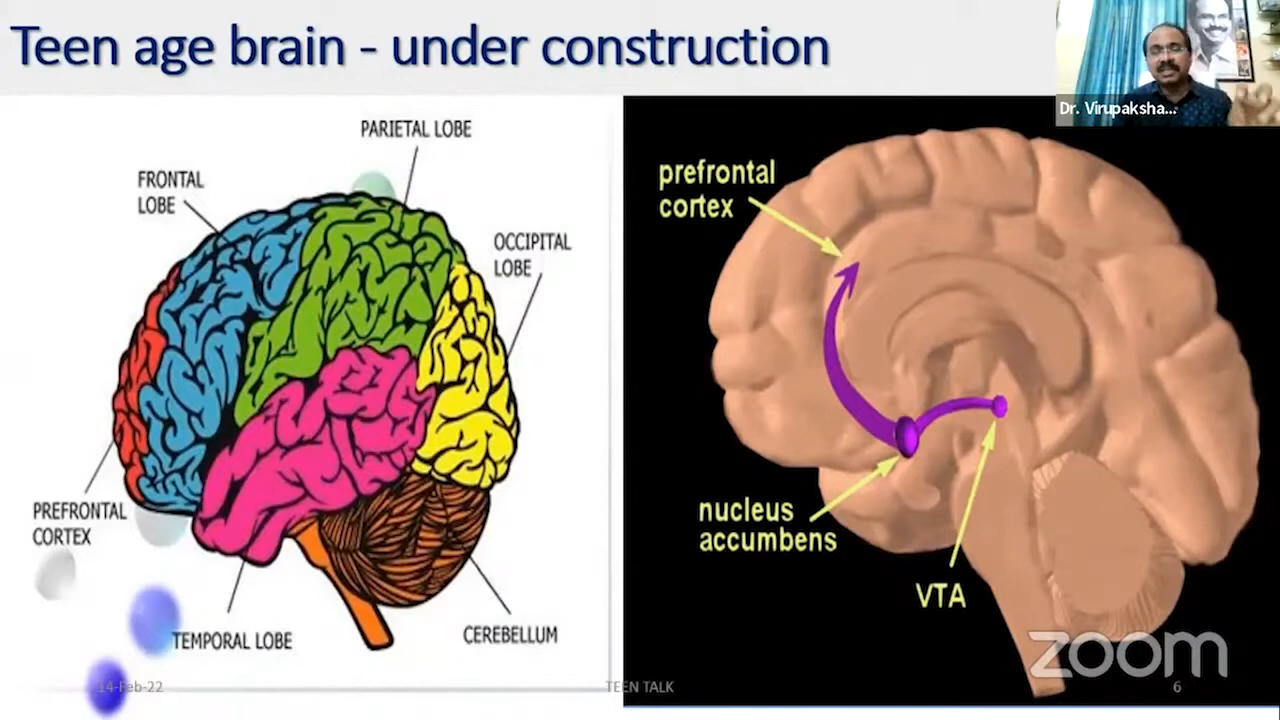 Teen age brain - under construction
Dr. Virupaksha...
PARIETAL LOBE
FRONTAL
LOBE
OCCIPITAL
LOBE
PREFRONTAL
CORTEX
TEMPORAL LOBE
CEREBELLUM
prefrontal
cortex
nucleus
accumbens
VTA
zoom
14-Feb-22
TEEN TALK
6